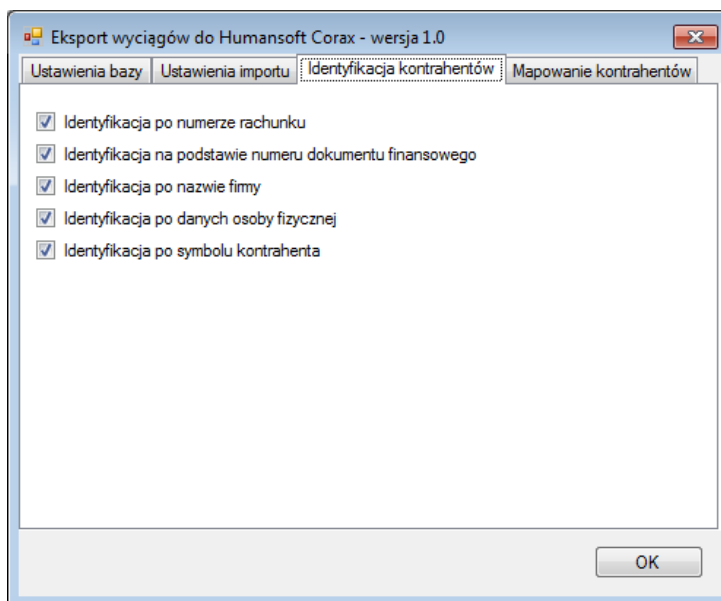 Eksport wyciągów do Humansoft Corax - wersja 1.0
Ustawienia bazy Ustawienia importu Identyfikacja kontrahentów Mapowanie kontrahentów
Identyfikacja po numerze rachunku
Identyfikacja na podstawie numeru dokumentu finansowego
Identyfikacja po nazwie firmy
Identyfikacja po danych osoby fizycznej
Identyfikacja po symbolu kontrahenta
OK